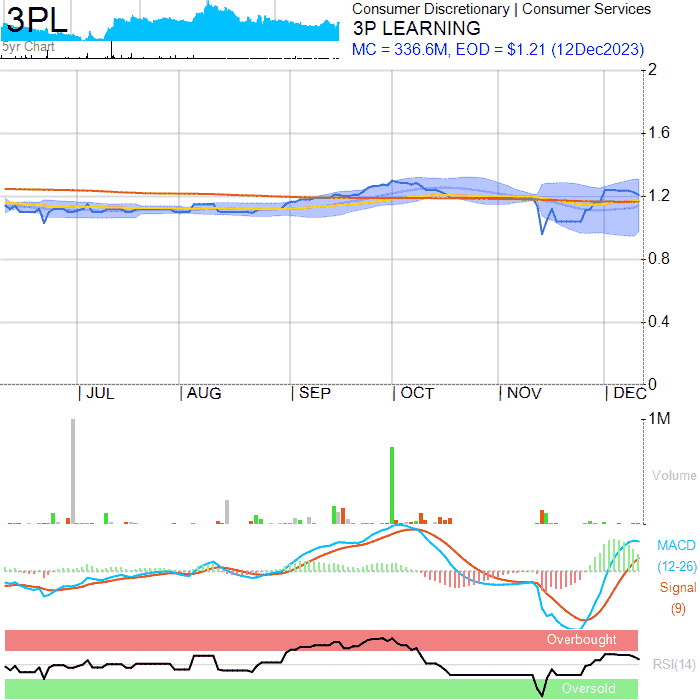 3PL
5yr Chart
Consumer Discretionary | Consumer Services
3P LEARNING
MC = 336.6M, EOD = $1.21 (12Dec2023)
2
1.6
1.2
0.8
0.4
0
| JUL | AUG | SEP | OCT | NOV | DEC
1M
Volume
MACD
(12-26)
Signal
(9)
Overbought
RSI(14)
Oversold